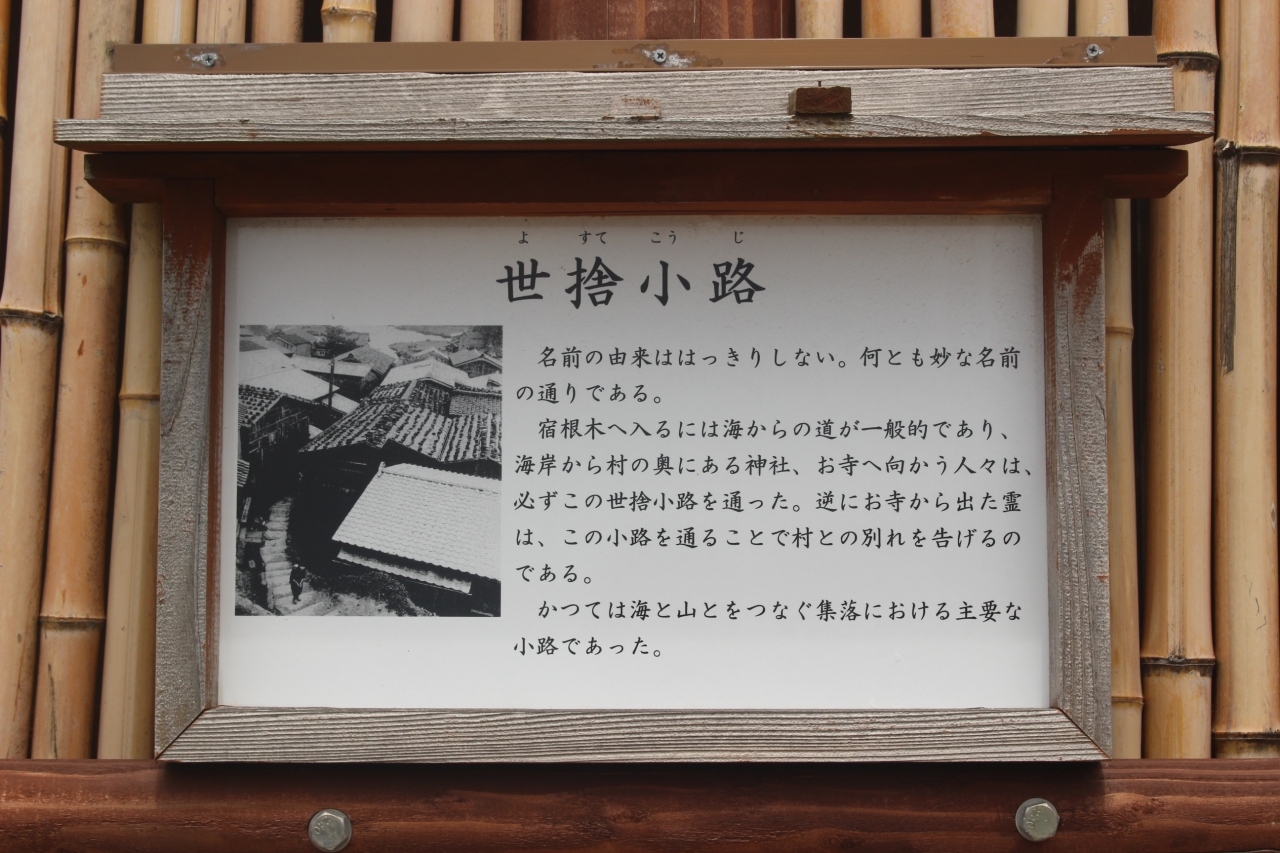 よ すて こう じ
世捨小路
名前の由来ははっきりしない。何とも妙な名前
の通りである。
宿根木へ入るには海からの道が一般的であり、
海岸から村の奥にある神社、お寺へ向かう人々は、
必ずこの世捨小路を通った。逆にお寺から出た霊
は、この小路を通ることで村との別れを告げるの
である。
かつては海と山とをつなぐ集落における主要な
小路であった。